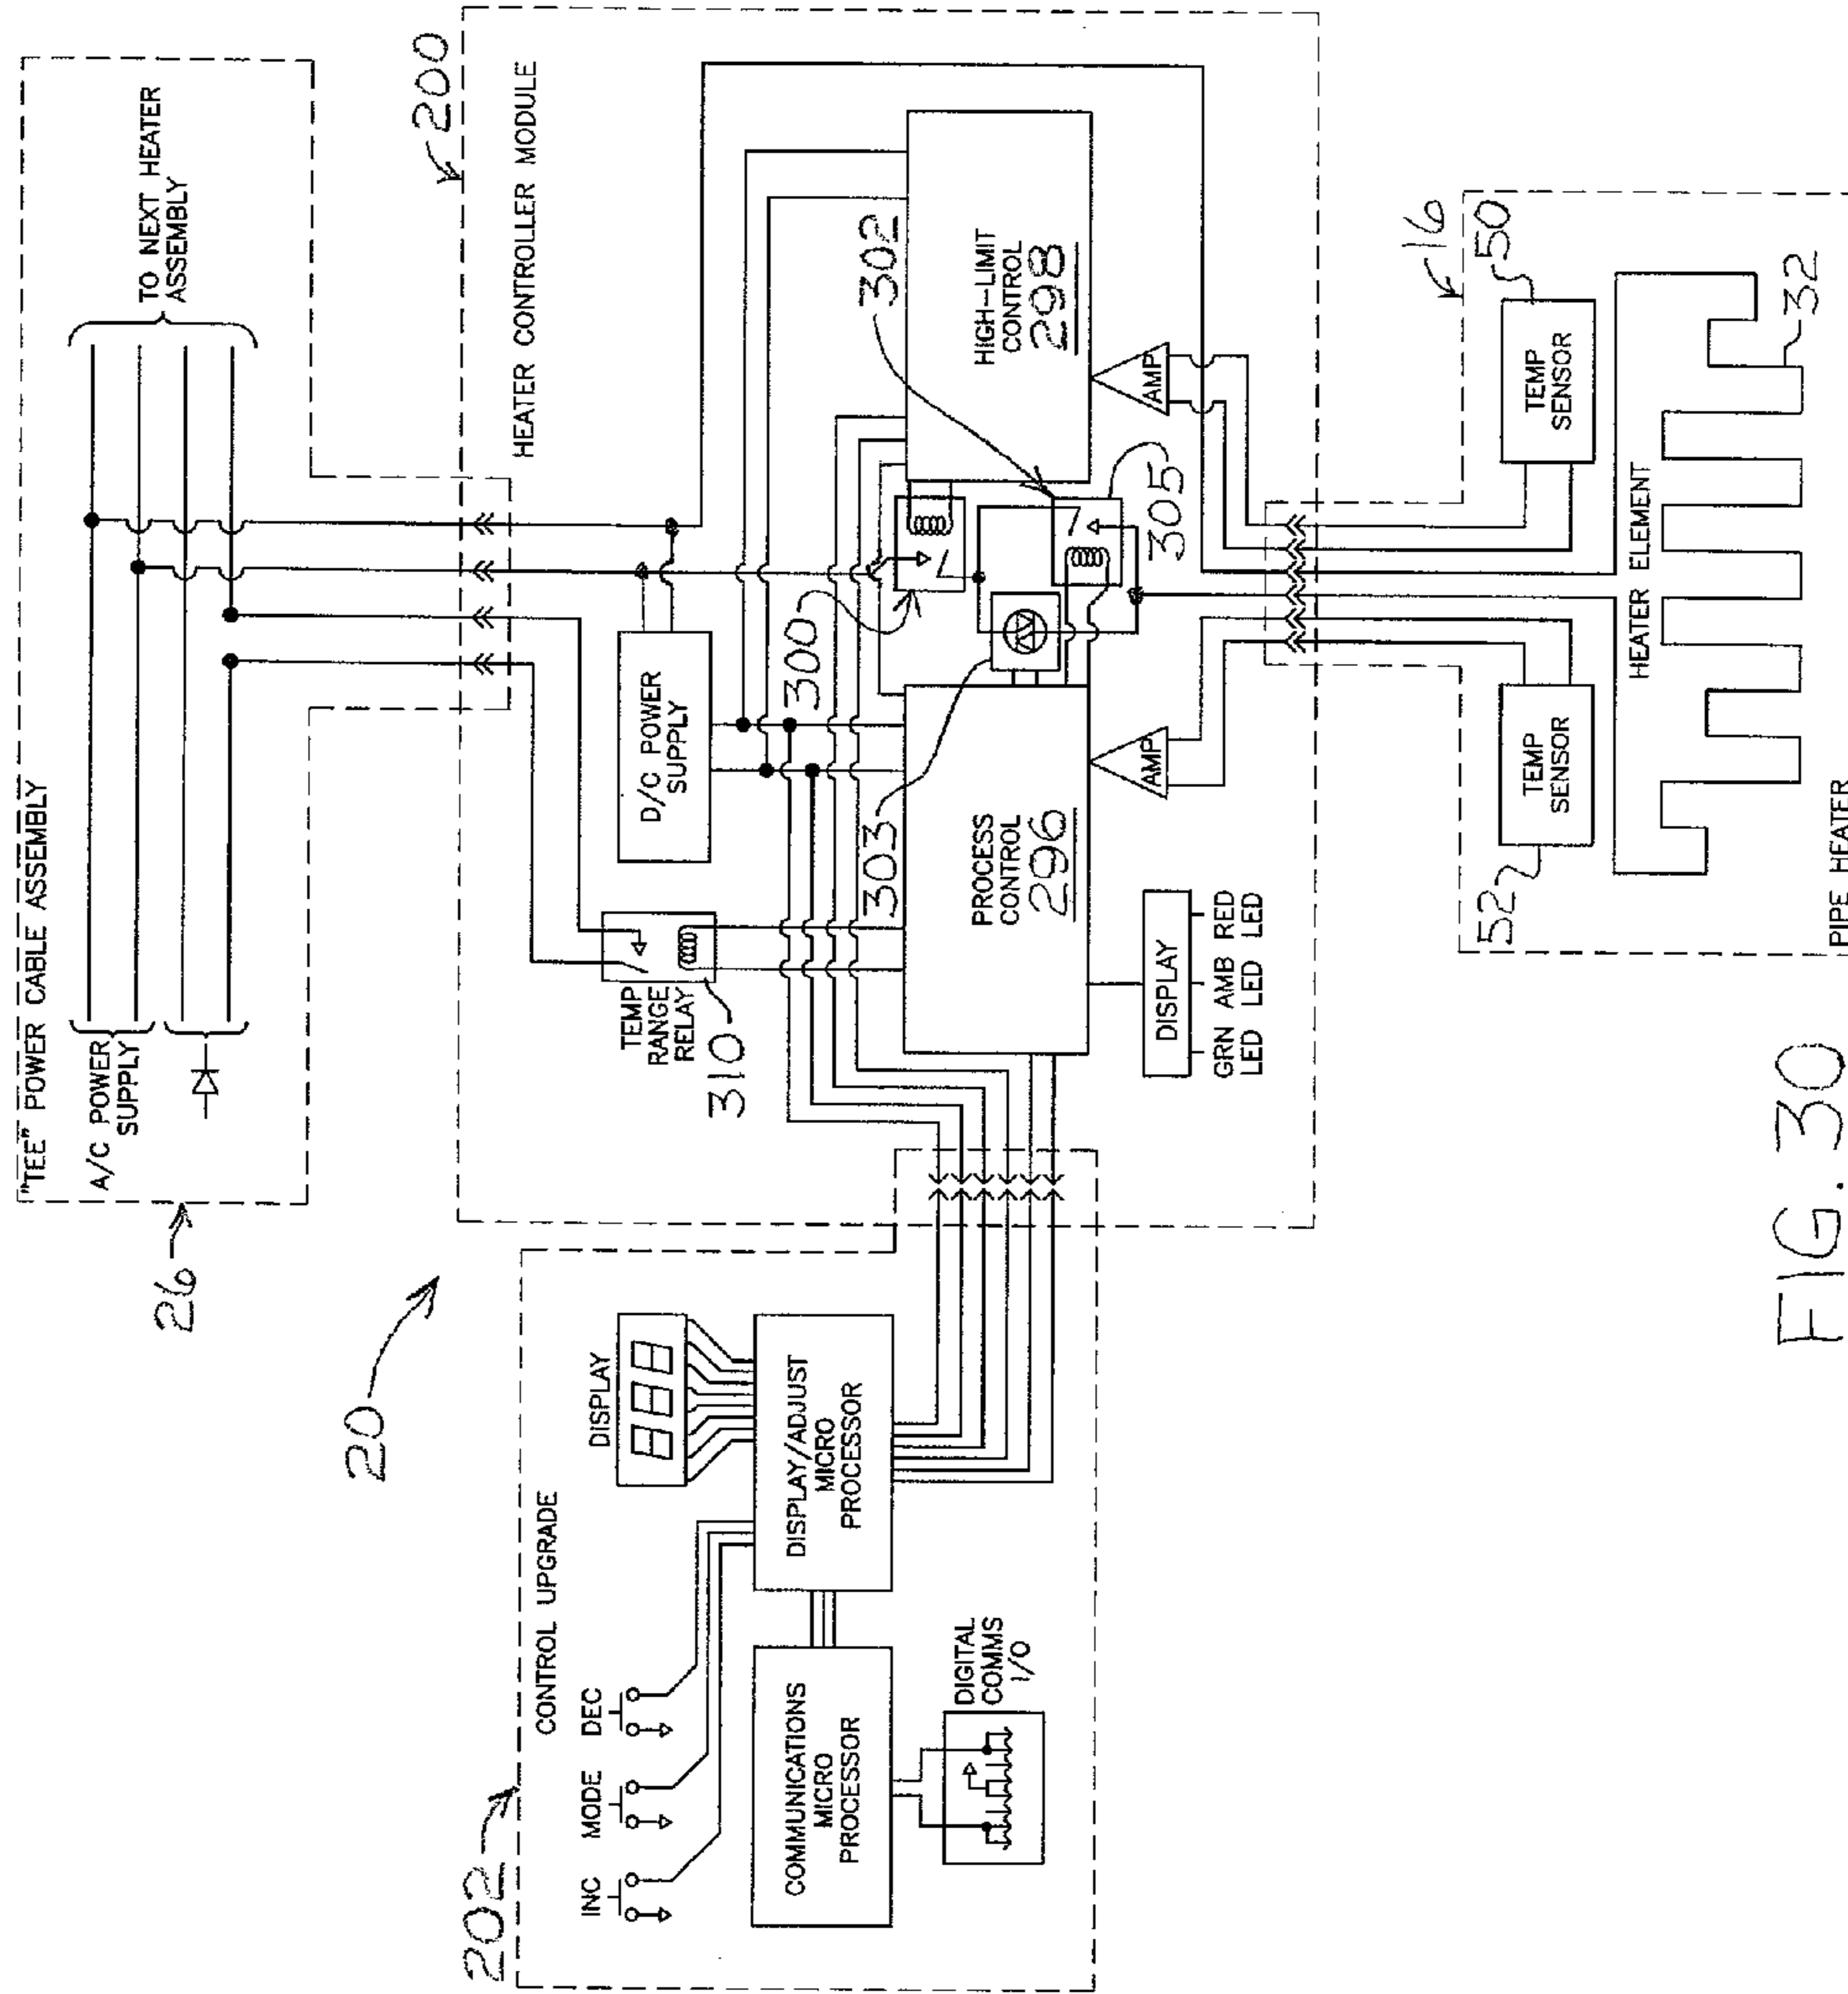 "TEE" POWER CABLE ASSEMBLY
A/C POWER
SUPPLY
TO NEXT HEATER
ASSEMBLY
26
20
200
HEATER CONTROLLER MODULE
TEMP
RANGE
RELAY
310
D/C POWER
SUPPLY
300
302
303
305
PROCESS
CONTROL
296
HIGH-LIMIT
CONTROL
298
AMP
AMP
DISPLAY
GRN AMB RED
LED LED LED
202
CONTROL UPGRADE
INC
MODE
DEC
DISPLAY
COMMUNICATIONS
MICRO
PROCESSOR
DISPLAY/ADJUST
MICRO
PROCESSOR
DIGITAL
COMMS
I/O
16
52
TEMP
SENSOR
50
TEMP
SENSOR
HEATER ELEMENT
32
PIPE HEATER
FIG. 30